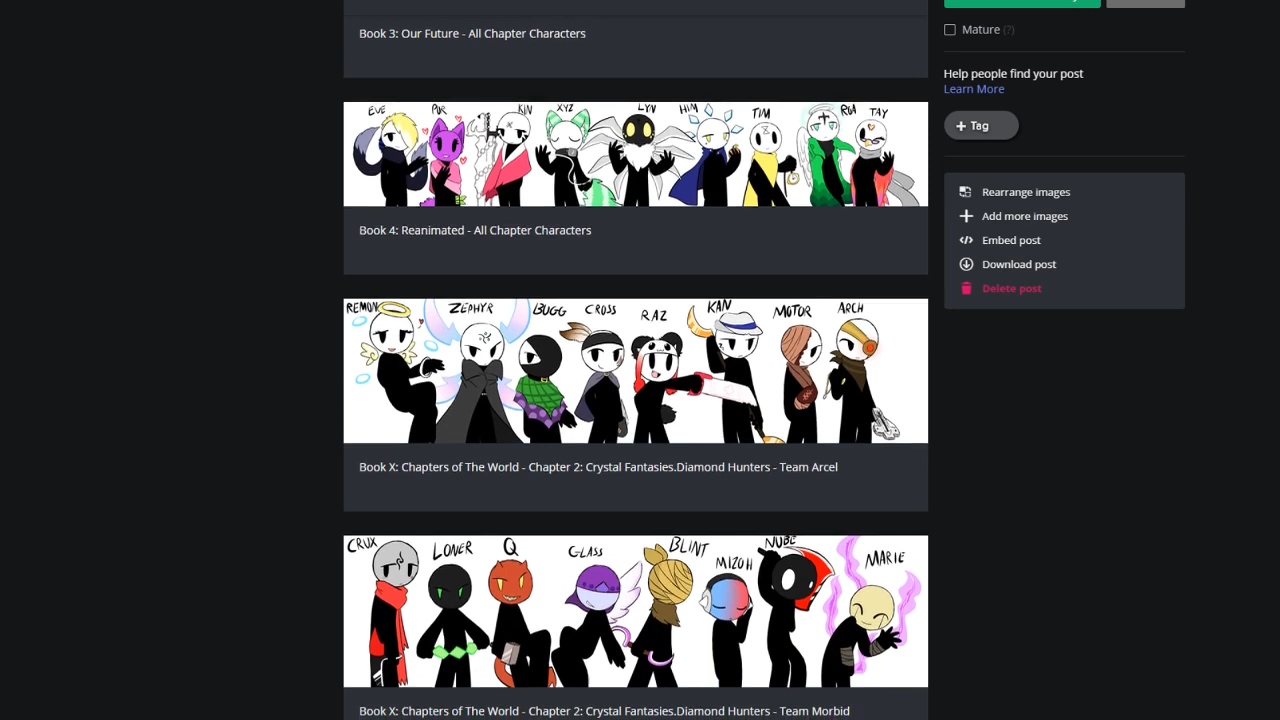 Book 3: Our Future - All Chapter Characters
Mature (?)
Help people find your post
Learn More
+ Tag
EVE PUR KIN XYZ LYN HIM TIM RGA TAY
Book 4: Reanimated - All Chapter Characters
Rearrange images
Add more images
Embed post
Download post
Delete post
REMON ZEPHYR BUGG CROSS RAZ KAN MOTOR ARCH
Book X: Chapters of The World - Chapter 2: Crystal Fantasies.Diamond Hunters - Team Arcel
CRUX LONER Q GLASS BLINT MIZOH NUBE MARIE
Book X: Chapters of The World - Chapter 2: Crystal Fantasies.Diamond Hunters - Team Morbid